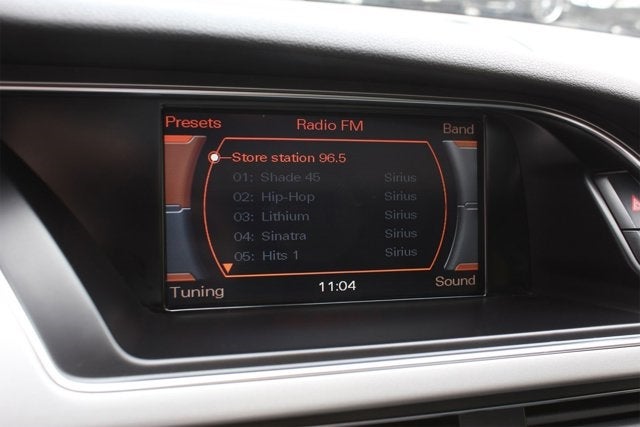 Presets Radio FM Band
Store station 96.5
01: Shade 45 Sirius
02: Hip-Hop Sirius
03: Lithium Sirius
04: Sinatra Sirius
05: Hits 1 Sirius
Tuning 11:04 Sound